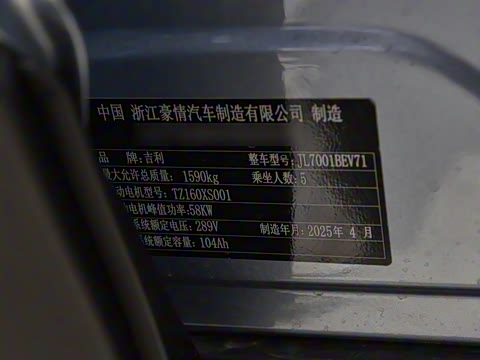 中国 浙江豪情汽车制造有限公司 制造
品 牌:吉利 整车型号:JL7001BEV71
最大允许总质量: 1590kg 乘坐人数:5
动电机型号: TZ160XS001
电机峰值功率:58KW
系统额定电压: 289V 制造年月:2025年 4 月
系统额定容量: 104Ah